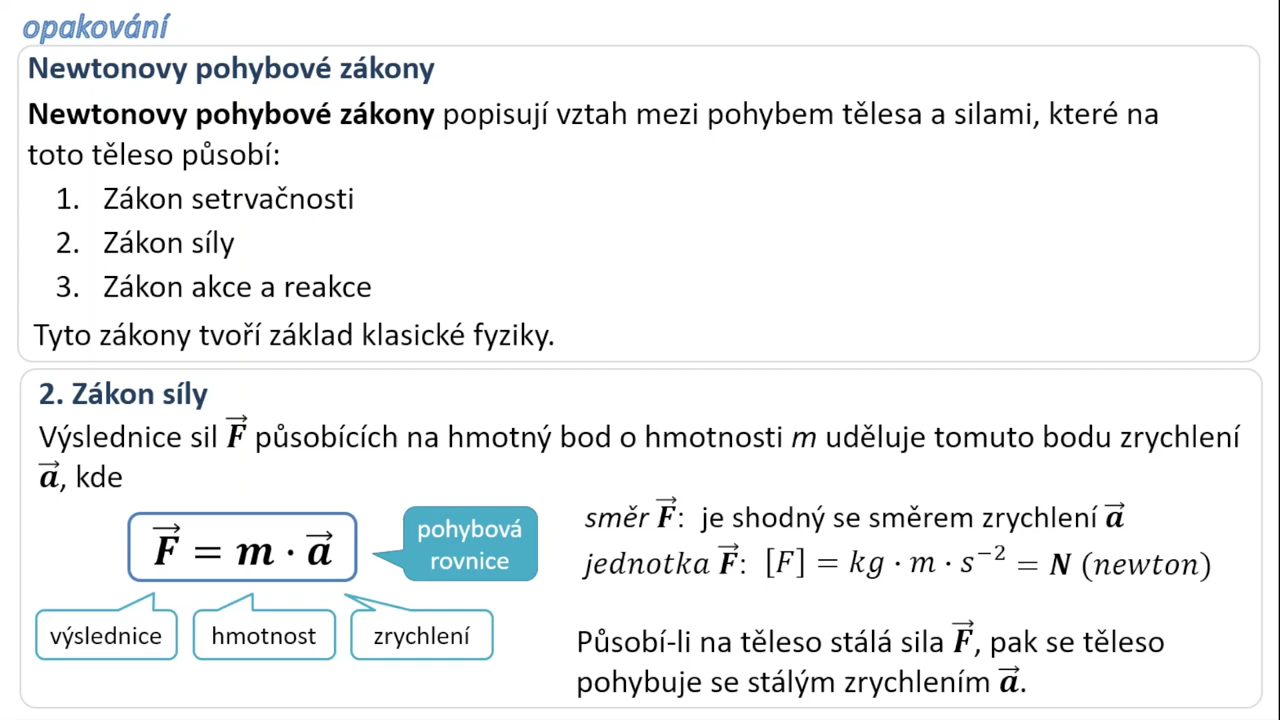 opakování
Newtonovy pohybové zákony
Newtonovy pohybové zákony popisují vztah mezi pohybem tělesa a silami, které na
toto těleso působí:
1. Zákon setrvačnosti
2. Zákon síly
3. Zákon akce a reakce
Tyto zákony tvoří základ klasické fyziky.
2. Zákon síly
Výslednice sil F⃗ působících na hmotný bod o hmotnosti m uděluje tomuto bodu zrychlení
a⃗, kde
F⃗ = m · a⃗
pohybová
rovnice
výslednice
hmotnost
zrychlení
směr F⃗: je shodný se směrem zrychlení a⃗
jednotka F⃗: [F] = kg · m · s⁻² = N (newton)
Působí-li na těleso stálá sila F⃗, pak se těleso
pohybuje se stálým zrychlením a⃗.